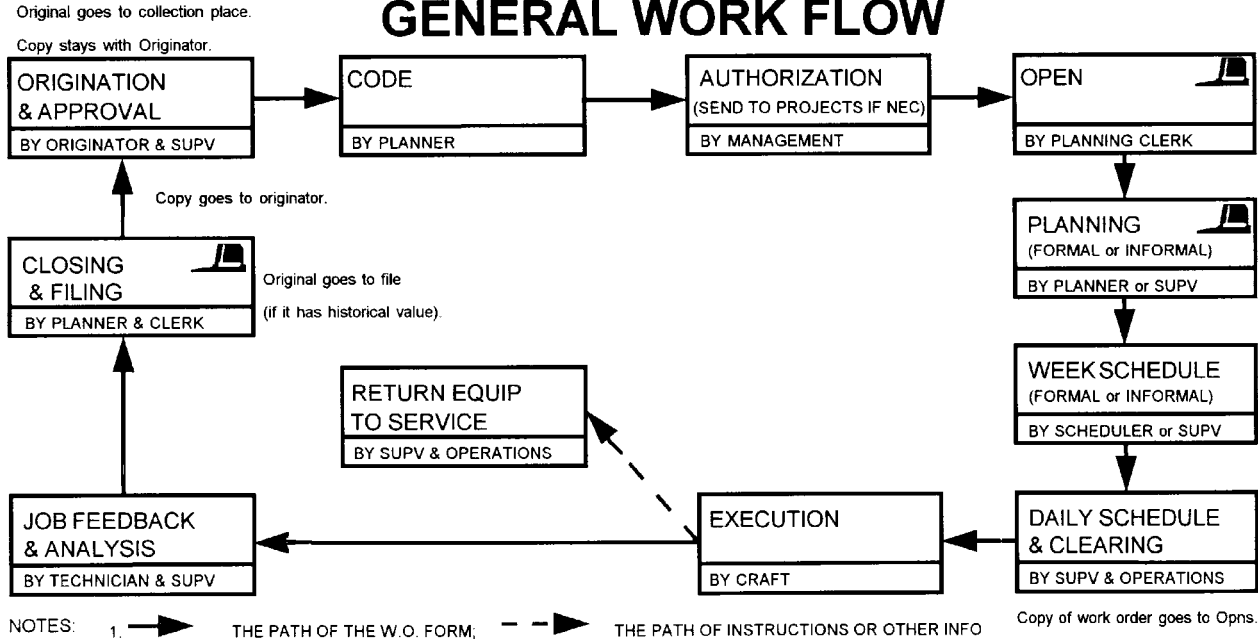 GENERAL WORK FLOW
Original goes to collection place.
Copy stays with Originator.
ORIGINATION
& APPROVAL
BY ORIGINATOR & SUPV
CODE
BY PLANNER
AUTHORIZATION
(SEND TO PROJECTS IF NEC)
BY MANAGEMENT
OPEN
BY PLANNING CLERK
PLANNING
(FORMAL or INFORMAL)
BY PLANNER or SUPV
WEEK SCHEDULE
(FORMAL or INFORMAL)
BY SCHEDULER or SUPV
DAILY SCHEDULE
& CLEARING
BY SUPV & OPERATIONS
Copy of work order goes to Opns.
EXECUTION
BY CRAFT
RETURN EQUIP
TO SERVICE
BY SUPV & OPERATIONS
JOB FEEDBACK
& ANALYSIS
BY TECHNICIAN & SUPV
CLOSING
& FILING
BY PLANNER & CLERK
Original goes to file
(if it has historical value).
Copy goes to originator.
NOTES: 1. THE PATH OF THE W.O. FORM; THE PATH OF INSTRUCTIONS OR OTHER INFO